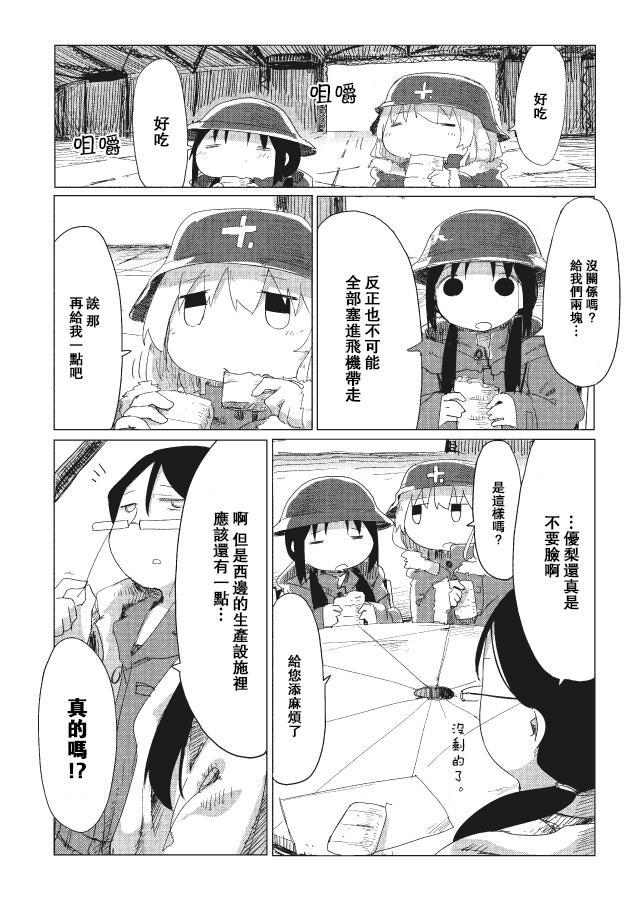 好吃
咀嚼
好吃
咀嚼
沒關係嗎？
給我們兩塊…
反正也不可能
全部塞進飛機帶走
誒那
再給我一點吧
…優梨還真是
不要臉啊
是這樣嗎？
給您添麻煩了
沒剩的了。
啊 但是西邊的生產設施裡
應該還有一點…
真的嗎!?